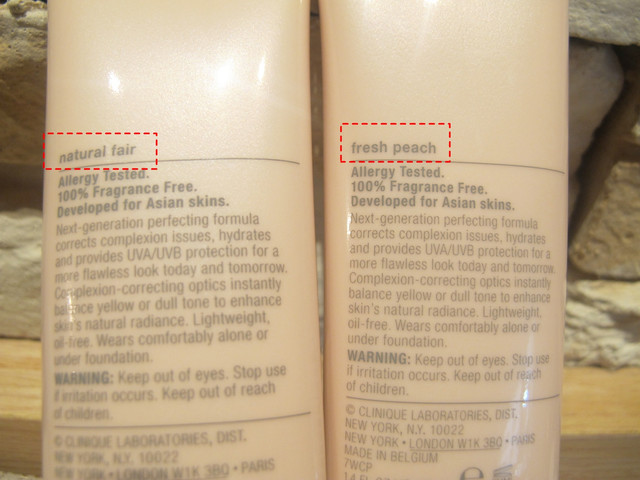 natural fair
Allergy Tested.
100% Fragrance Free.
Developed for Asian skins.
Next-generation perfecting formula
corrects complexion issues, hydrates
and provides UVA/UVB protection for a
more flawless look today and tomorrow.
Complexion-correcting optics instantly
balance yellow or dull tone to enhance
skin's natural radiance. Lightweight,
oil-free. Wears comfortably alone or
under foundation.
WARNING: Keep out of eyes. Stop use
if irritation occurs. Keep out of reach
of children.
© CLINIQUE LABORATORIES, DIST.
NEW YORK, N.Y. 10022
NEW YORK • LONDON W1K 3BQ • PARIS
fresh peach
Allergy Tested.
100% Fragrance Free.
Developed for Asian skins.
Next-generation perfecting formula
corrects complexion issues, hydrates
and provides UVA/UVB protection for a
more flawless look today and tomorrow.
Complexion-correcting optics instantly
balance yellow or dull tone to enhance
skin's natural radiance. Lightweight,
oil-free. Wears comfortably alone or
under foundation.
WARNING: Keep out of eyes. Stop use
if irritation occurs. Keep out of reach
of children.
© CLINIQUE LABORATORIES, DIST.
NEW YORK, N.Y. 10022
NEW YORK • LONDON W1K 3BQ • PARIS
MADE IN BELGIUM
7WCP